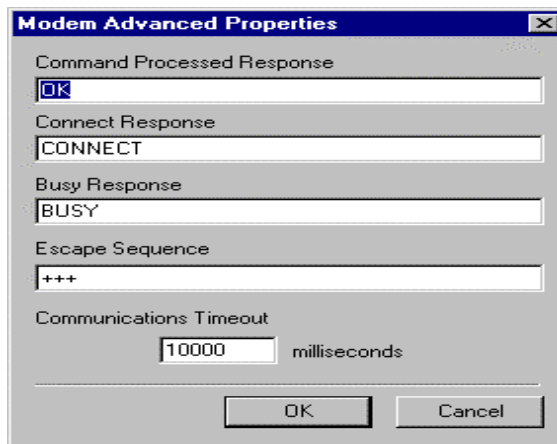 Modem Advanced Properties
Command Processed Response
OK
Connect Response
CONNECT
Busy Response
BUSY
Escape Sequence
+++
Communications Timeout
10000 milliseconds
OK Cancel